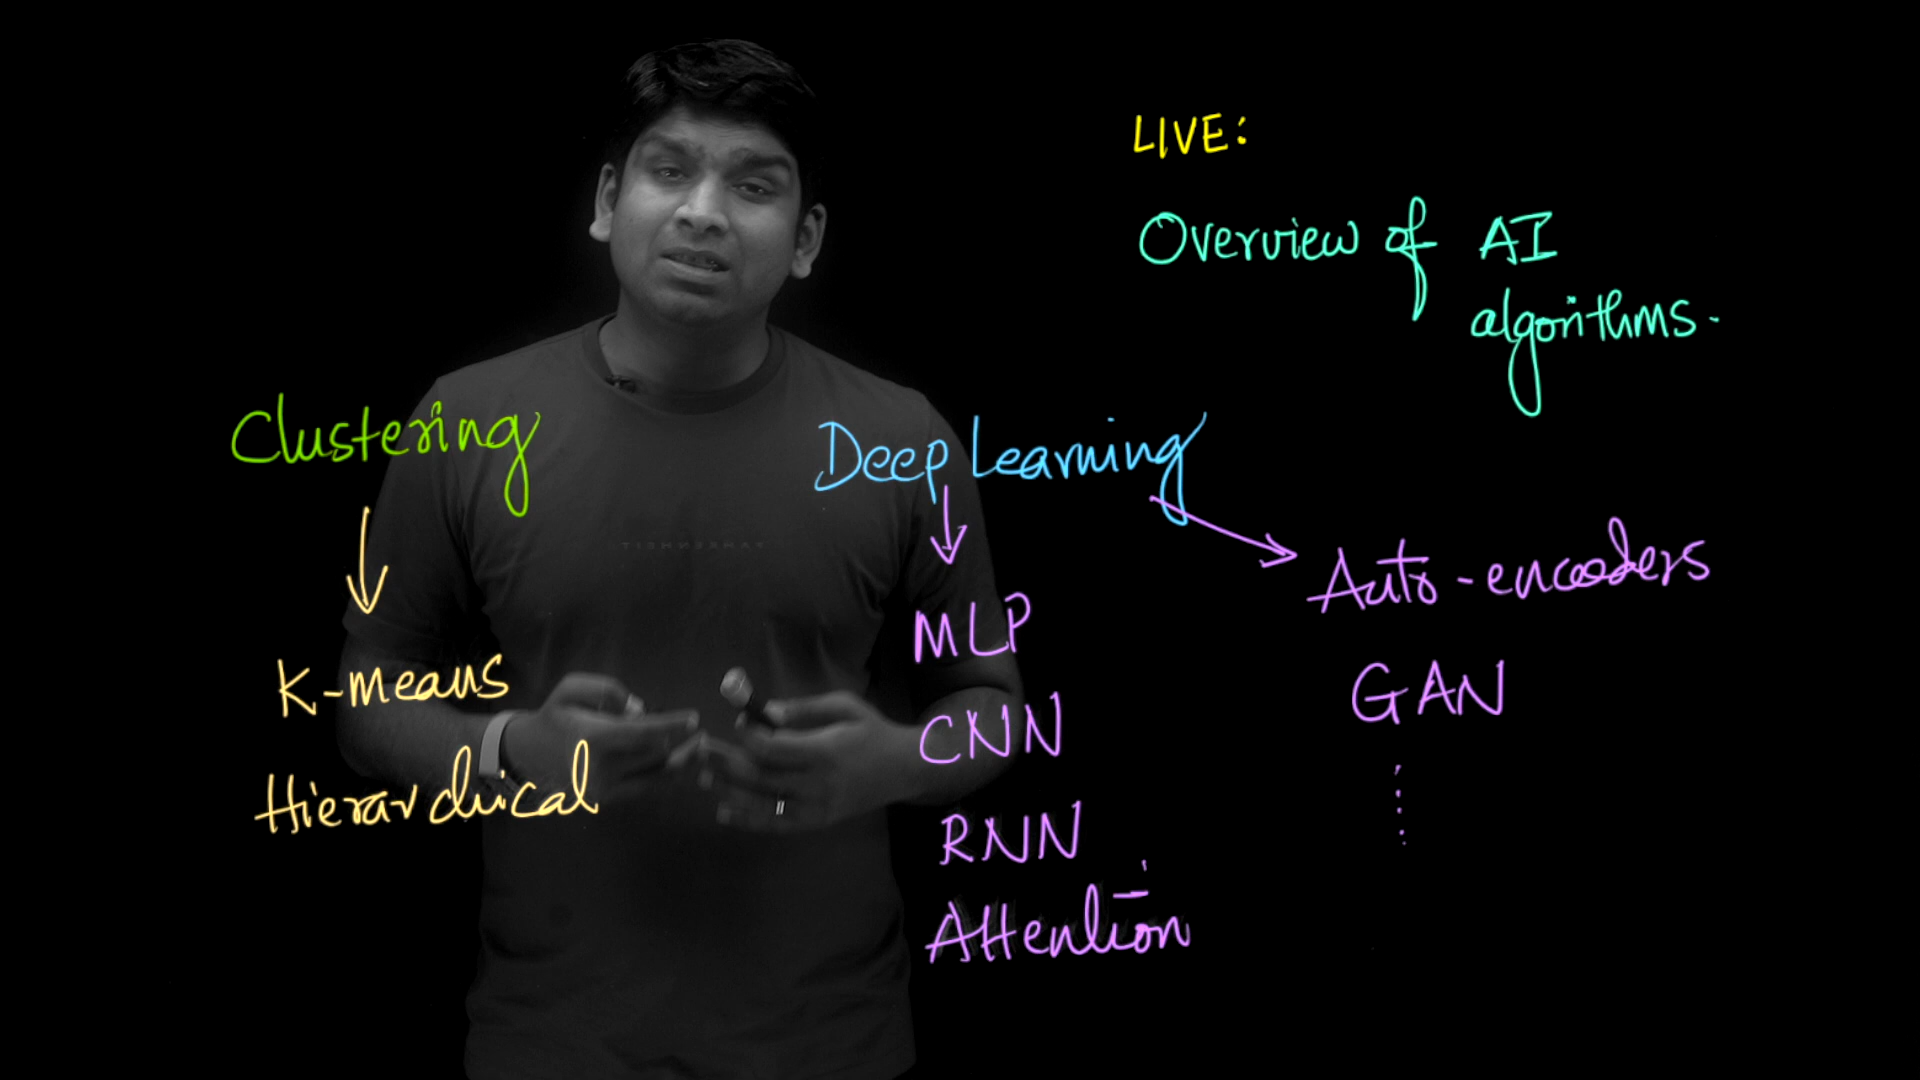 LIVE:
Overview of AI
algorithms.
Clustering
K-means
Hierarchical
Deep Learning
MLP
CNN
RNN
Attention
Auto-encoders
GAN